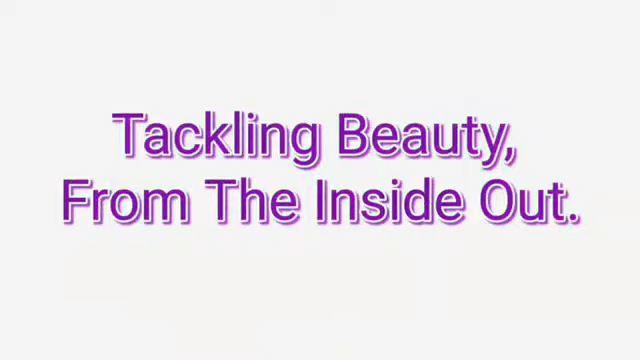 Tackling Beauty,
From The Inside Out.